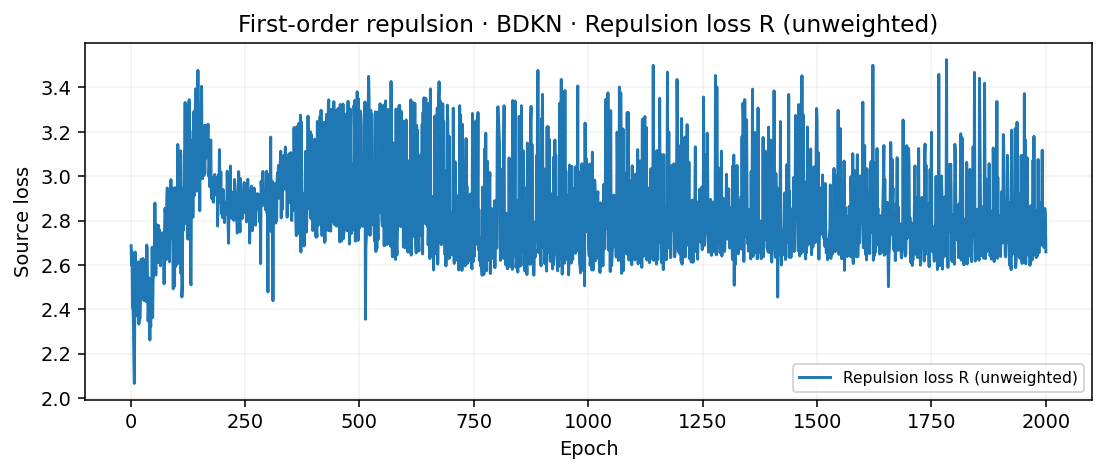 First-order repulsion · BDKN · Repulsion loss R (unweighted)
Source loss
3.4
3.2
3.0
2.8
2.6
2.4
2.2
2.0
Repulsion loss R (unweighted)
0 250 500 750 1000 1250 1500 1750 2000
Epoch